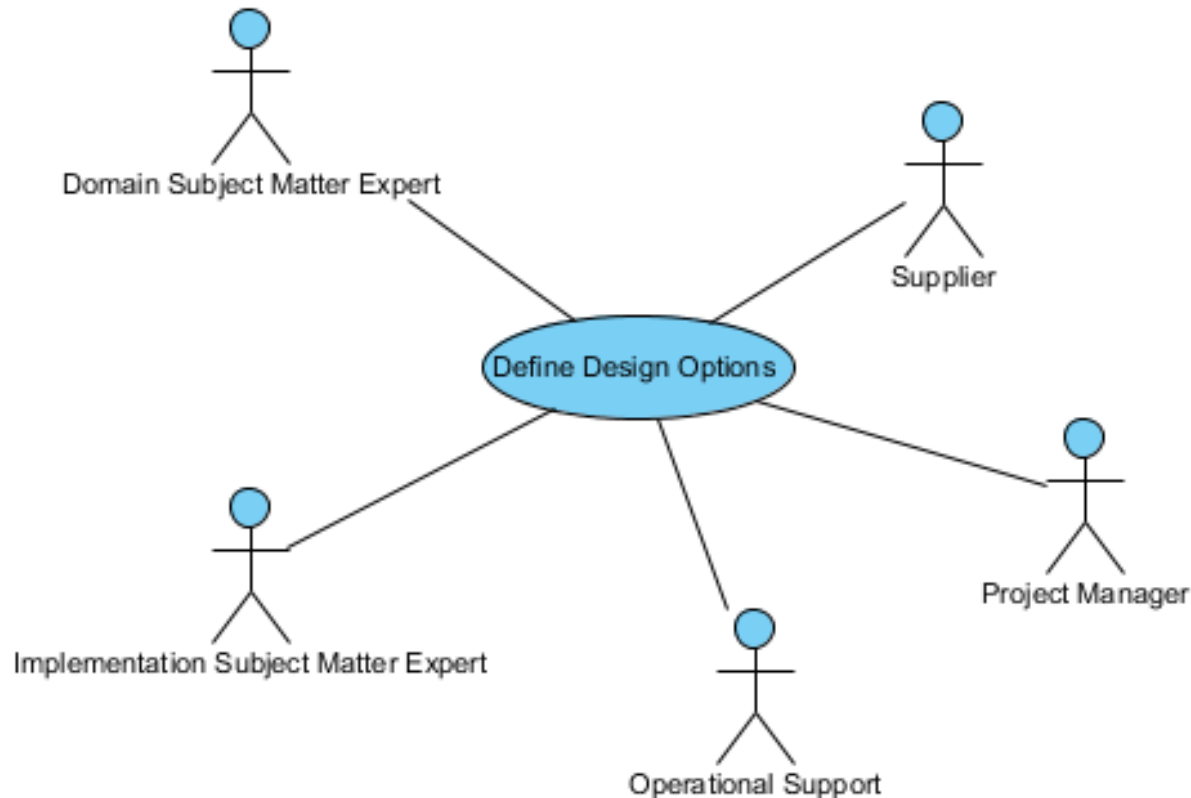 Domain Subject Matter Expert
Supplier
Define Design Options
Project Manager
Implementation Subject Matter Expert
Operational Support